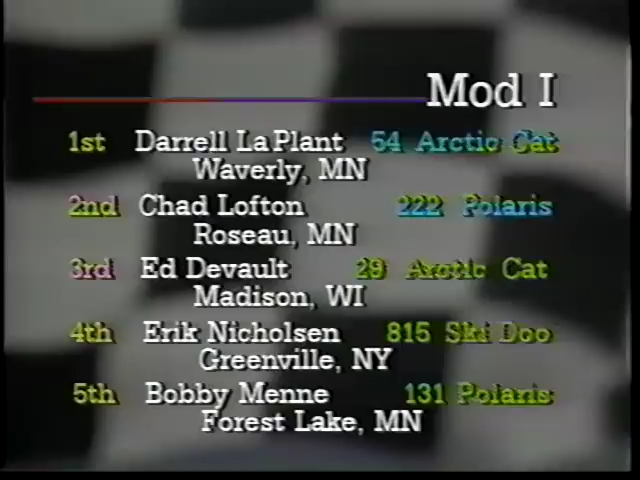 Mod I
1st Darrell LaPlant 54 Arctic Cat
Waverly, MN
2nd Chad Lofton 222 Polaris
Roseau, MN
3rd Ed Devault 29 Arctic Cat
Madison, WI
4th Erik Nicholsen 815 Ski Doo
Greenville, NY
5th Bobby Menne 131 Polaris
Forest Lake, MN